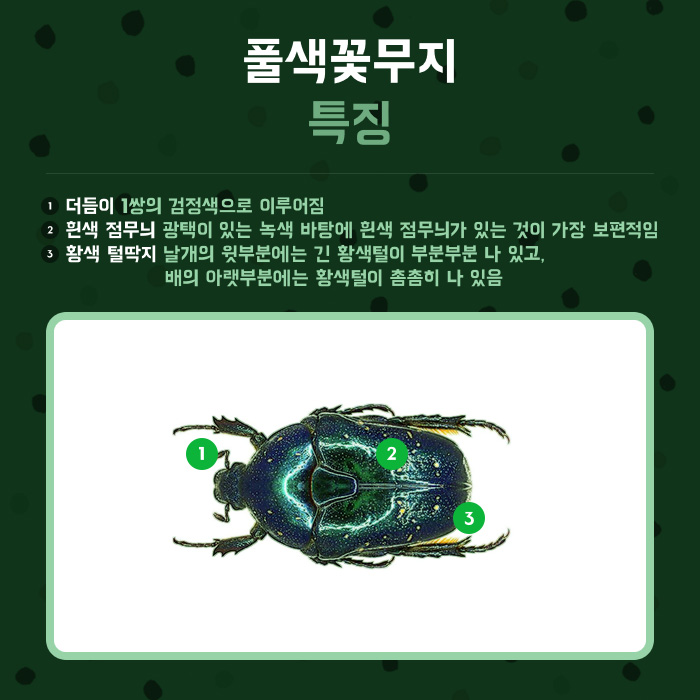 풀색꽃무지
특징
1 더듬이 1쌍의 검정색으로 이루어짐
2 흰색 점무늬 광택이 있는 녹색 바탕에 흰색 점무늬가 있는 것이 가장 보편적임
3 황색 털딱지 날개의 윗부분에는 긴 황색털이 부분부분 나 있고,
배의 아랫부분에는 황색털이 촘촘히 나 있음
1 2
3